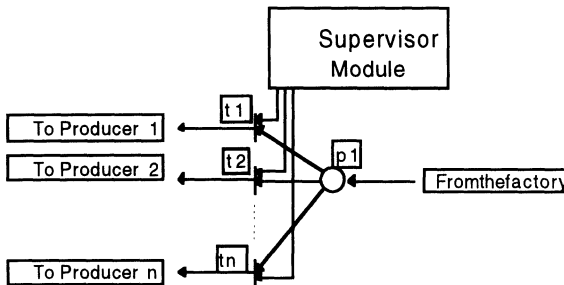 Supervisor
Module
t1
To Producer 1
p1
t2
To Producer 2
Fromthefactory
tn
To Producer n